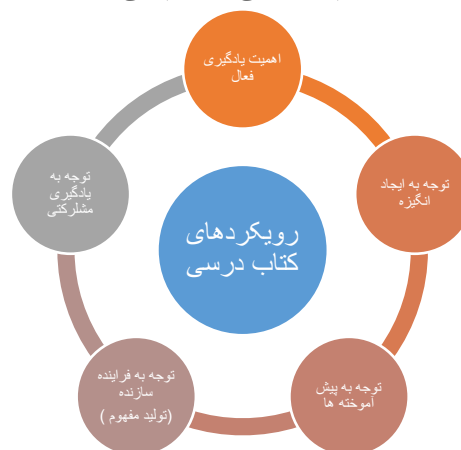 اهمیت یادگیری
فعال
توجه به ایجاد
انگیزه
توجه به پیش
آموخته ها
توجه به فراینده
سازنده
(تولید مفهوم )
توجه به
یادگیری
مشارکتی
رویکردهای
کتاب درسی